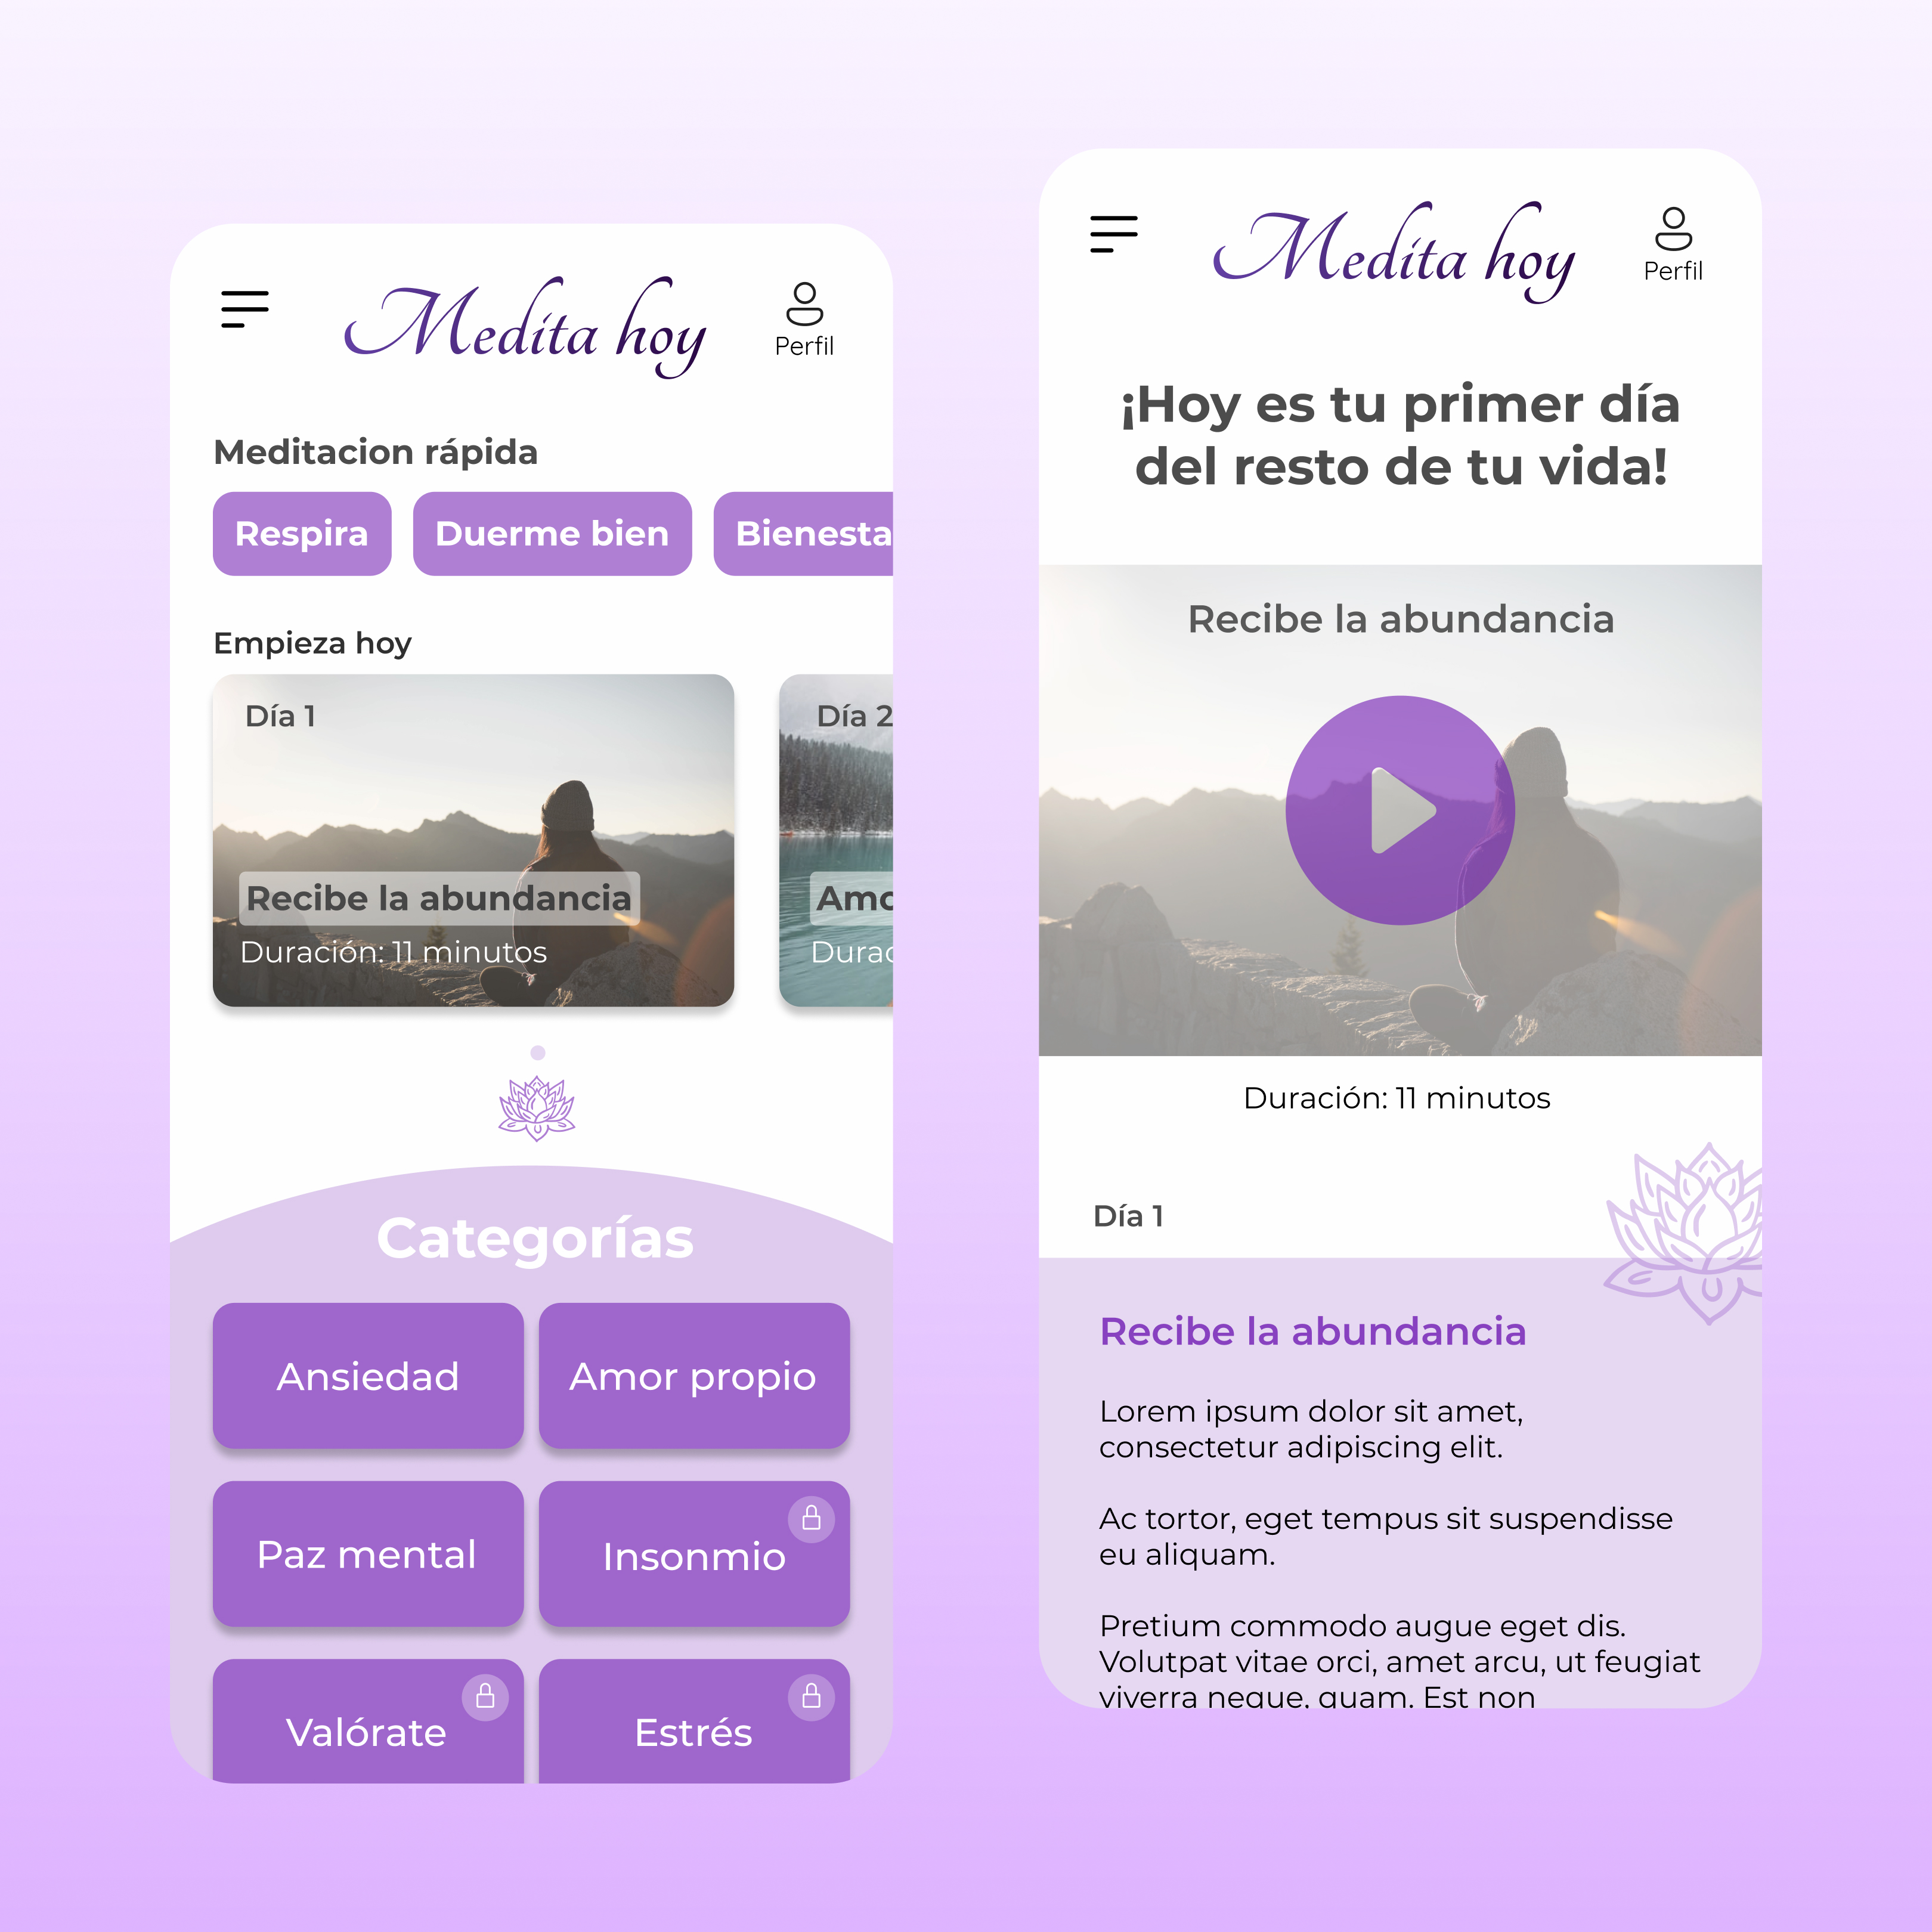 Medita hoy
Perfil
Meditacion rápida
Respira
Duerme bien
Bienesta
Empieza hoy
Día 1
Recibe la abundancia
Duración: 11 minutos
Día 2
Amo
Durac
Categorías
Ansiedad
Amor propio
Paz mental
Insonmio
Valórate
Estrés
Medita hoy
Perfil
¡Hoy es tu primer día
del resto de tu vida!
Recibe la abundancia
Duración: 11 minutos
Día 1
Recibe la abundancia
Lorem ipsum dolor sit amet,
consectetur adipiscing elit.
Ac tortor, eget tempus sit suspendisse
eu aliquam.
Pretium commodo augue eget dis.
Volutpat vitae orci, amet arcu, ut feugiat
viverra neque, quam. Est non